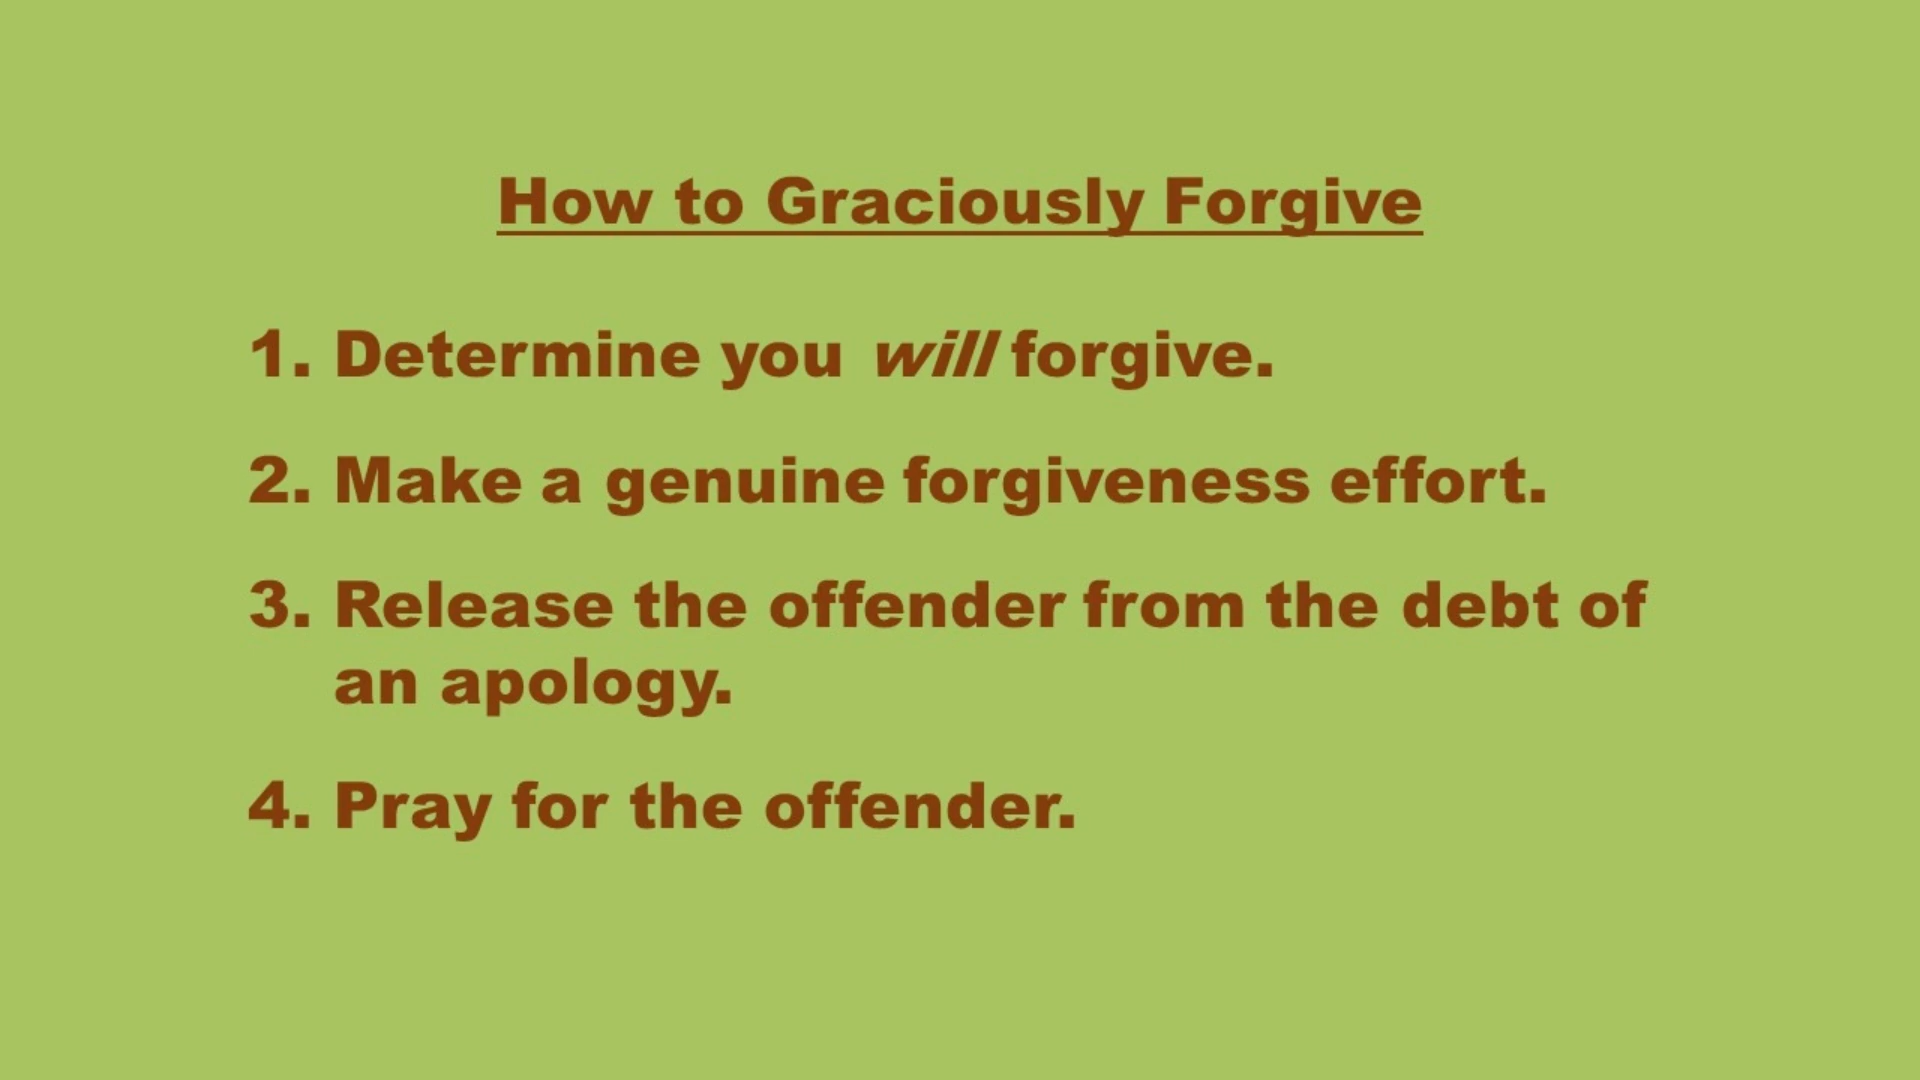 How to Graciously Forgive
1. Determine you will forgive.
2. Make a genuine forgiveness effort.
3. Release the offender from the debt of
an apology.
4. Pray for the offender.